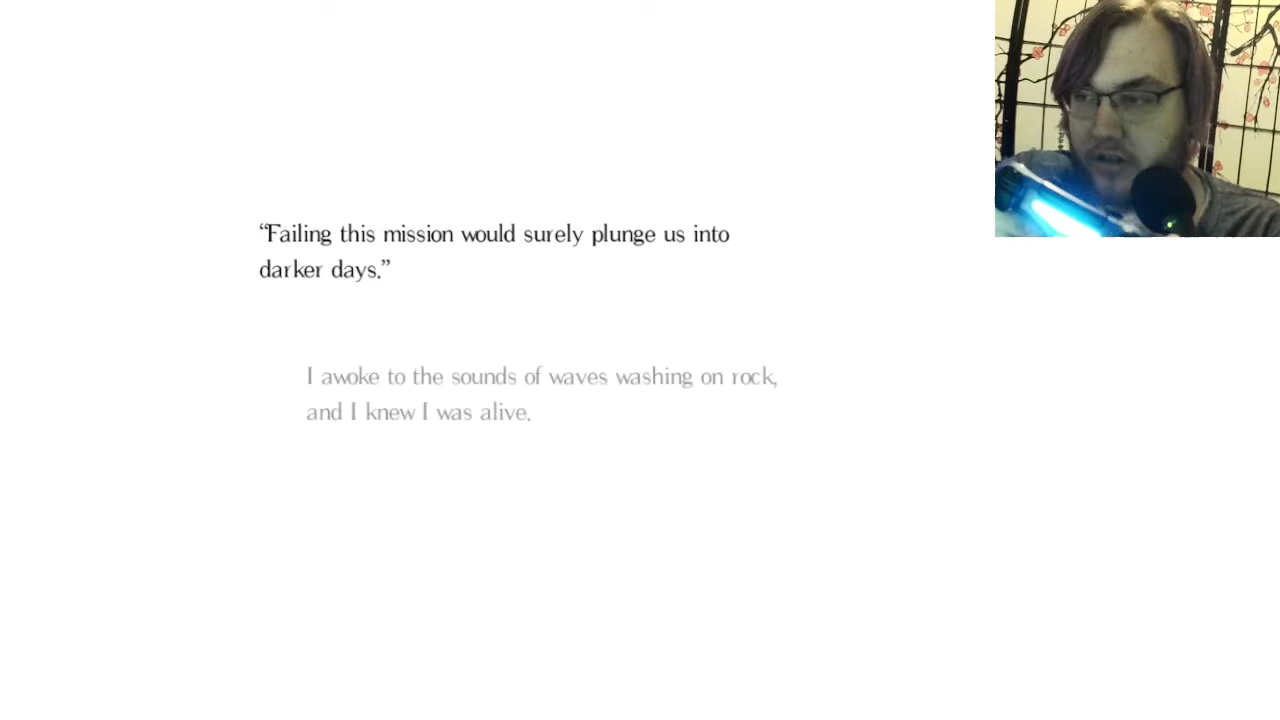 “Failing this mission would surely plunge us into
darker days.”
I awoke to the sounds of waves washing on rock,
and I knew I was alive.